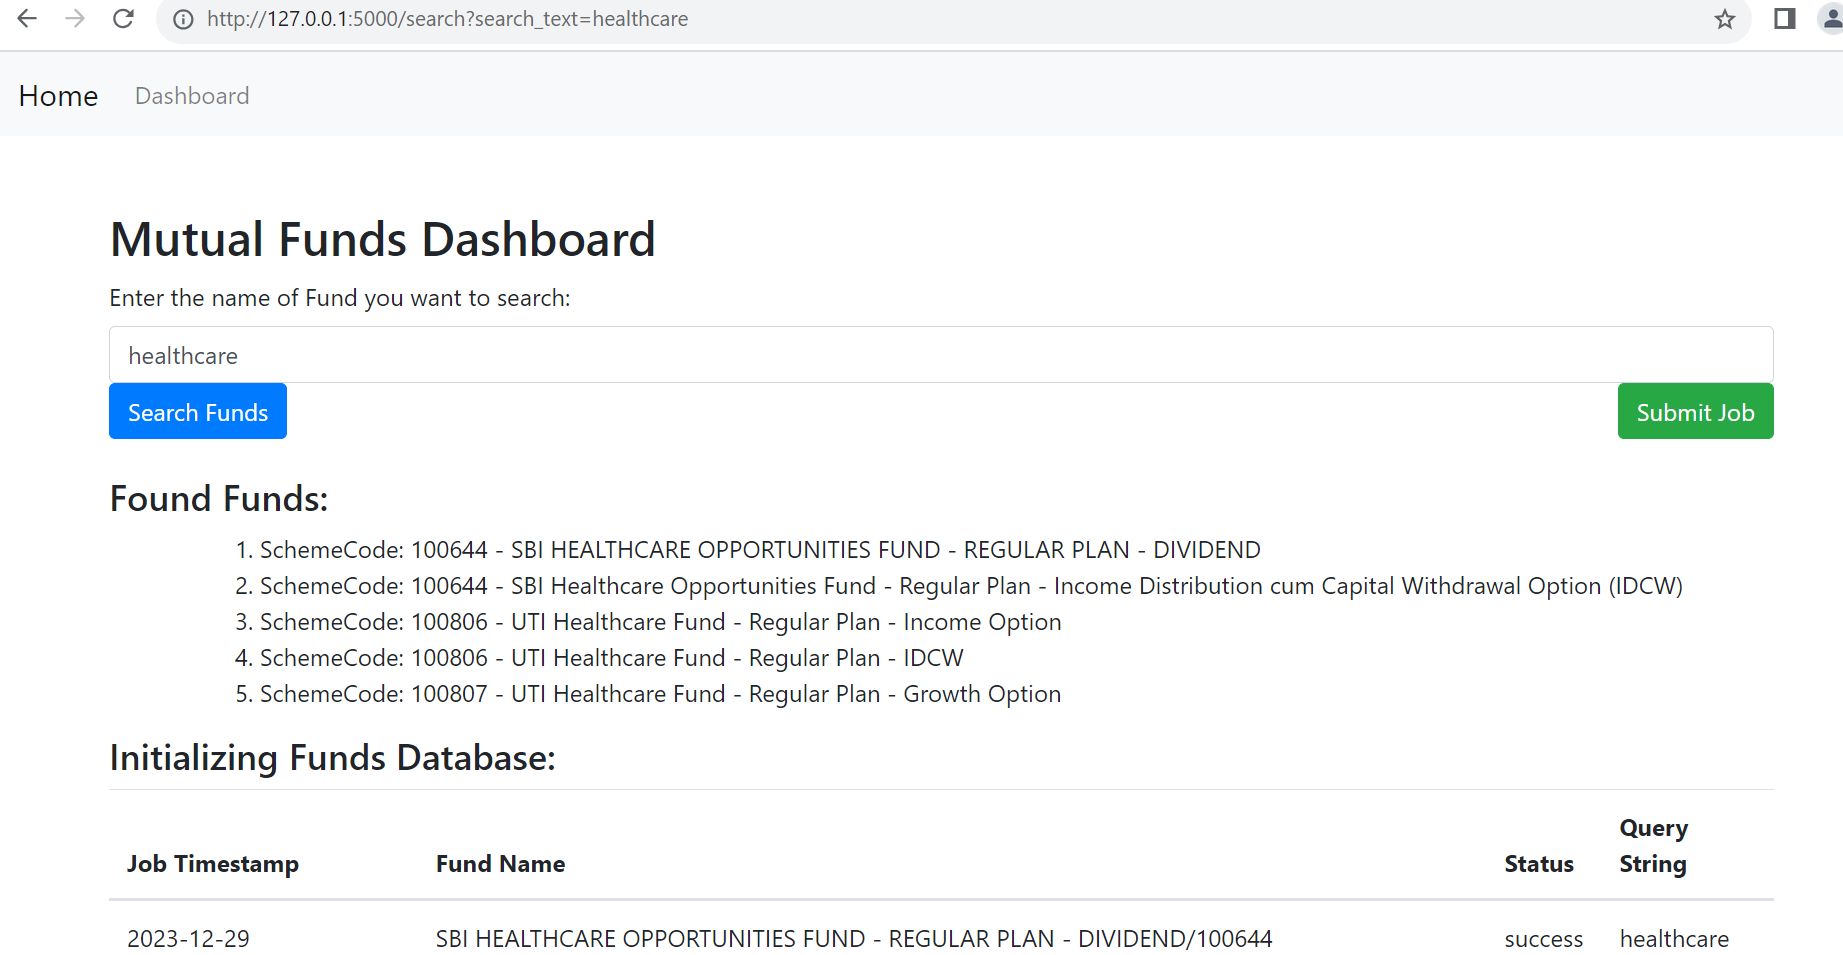 http://127.0.0.1:5000/search?search_text=healthcare
Home Dashboard
Mutual Funds Dashboard
Enter the name of Fund you want to search:
healthcare
Search Funds Submit Job
Found Funds:
1. SchemeCode: 100644 - SBI HEALTHCARE OPPORTUNITIES FUND - REGULAR PLAN - DIVIDEND
2. SchemeCode: 100644 - SBI Healthcare Opportunities Fund - Regular Plan - Income Distribution cum Capital Withdrawal Option (IDCW)
3. SchemeCode: 100806 - UTI Healthcare Fund - Regular Plan - Income Option
4. SchemeCode: 100806 - UTI Healthcare Fund - Regular Plan - IDCW
5. SchemeCode: 100807 - UTI Healthcare Fund - Regular Plan - Growth Option
Initializing Funds Database:
Job Timestamp Fund Name Status Query String
2023-12-29 SBI HEALTHCARE OPPORTUNITIES FUND - REGULAR PLAN - DIVIDEND/100644 success healthcare